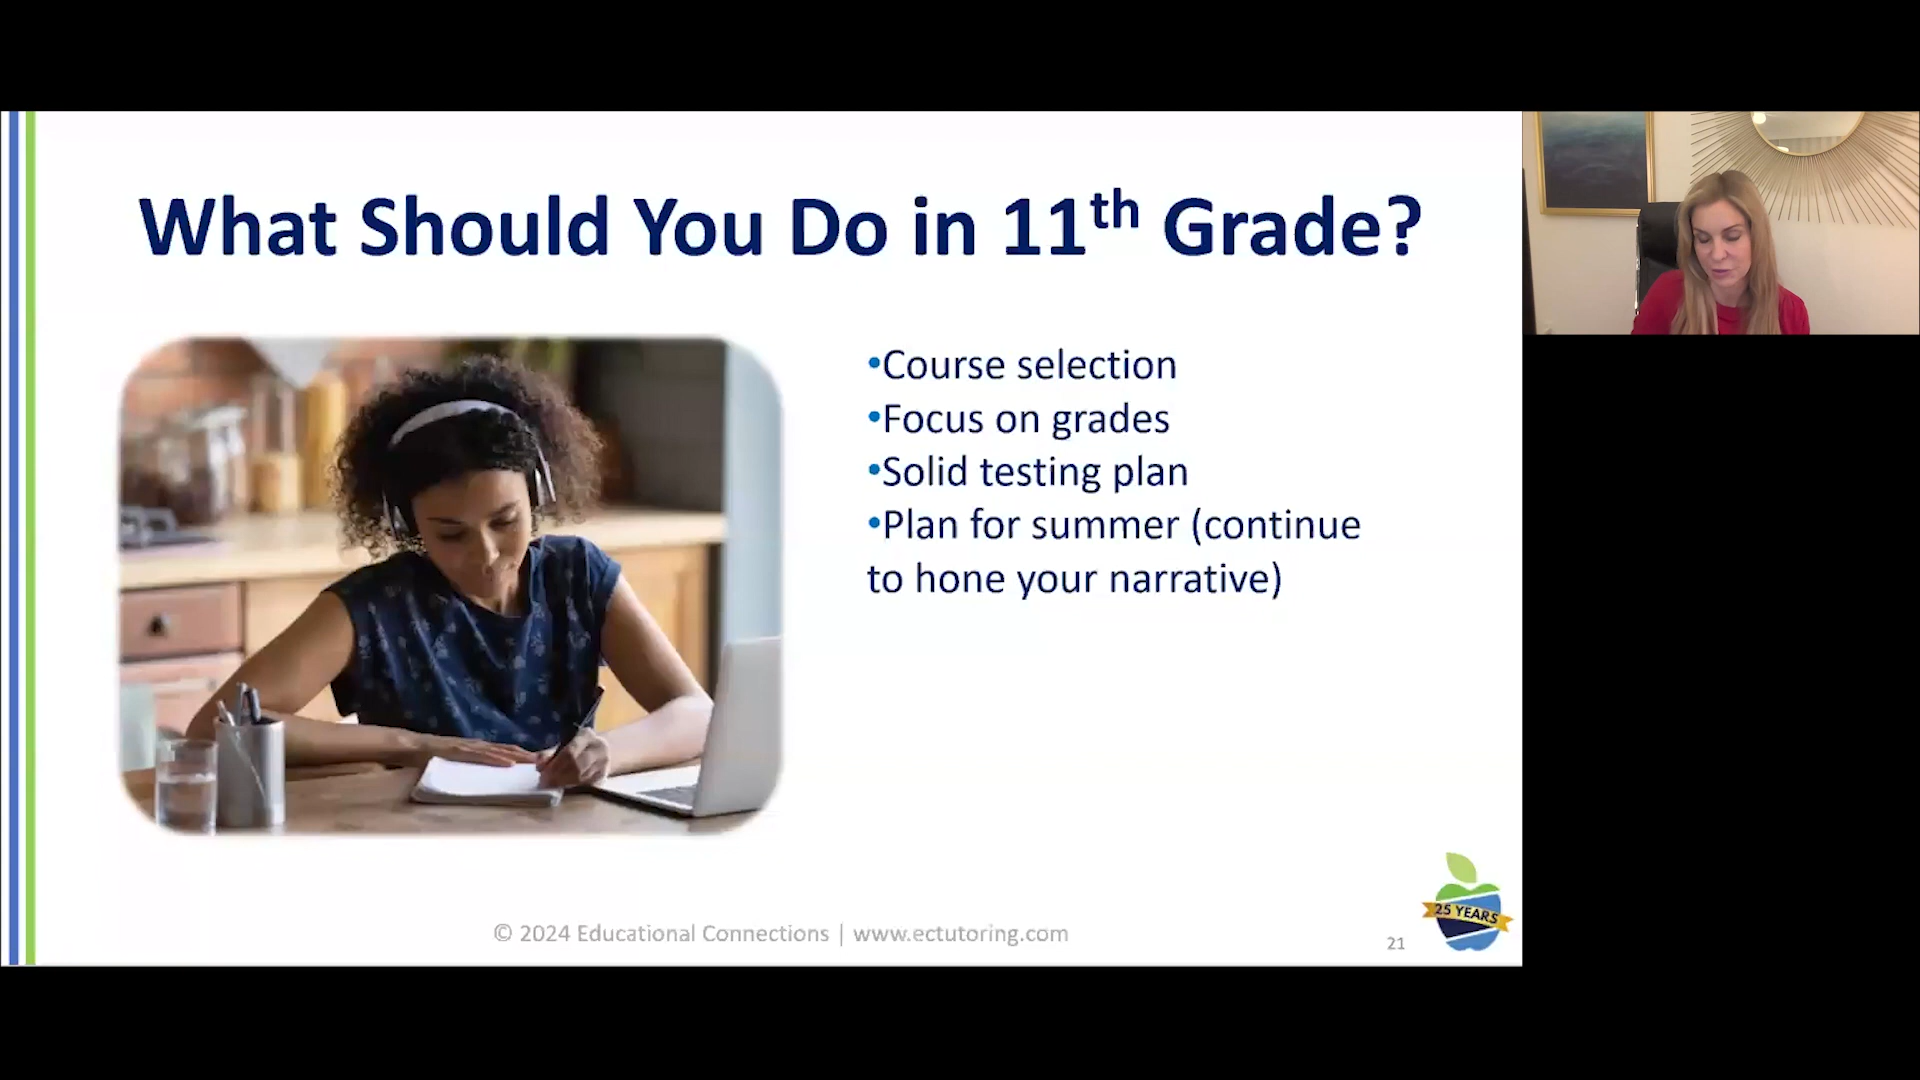 What Should You Do in 11th Grade?
•Course selection
•Focus on grades
•Solid testing plan
•Plan for summer (continue
to hone your narrative)
© 2024 Educational Connections | www.ectutoring.com
21
25 YEARS